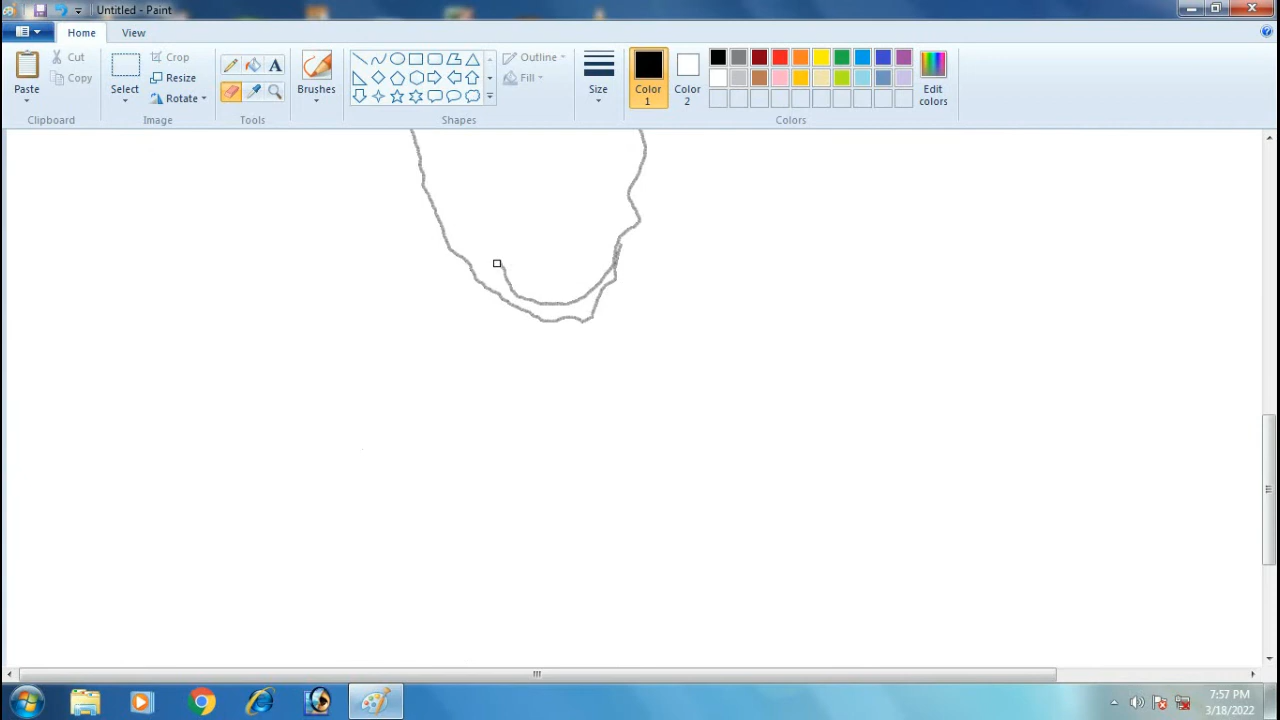 Untitled - Paint
Home View
Paste
Cut
Copy
Clipboard
Select
Crop
Resize
Rotate
Image
A
Tools
Brushes
Outline
Fill
Shapes
Size
Color 1
Color 2
Edit colors
Colors
7:57 PM
3/18/2022